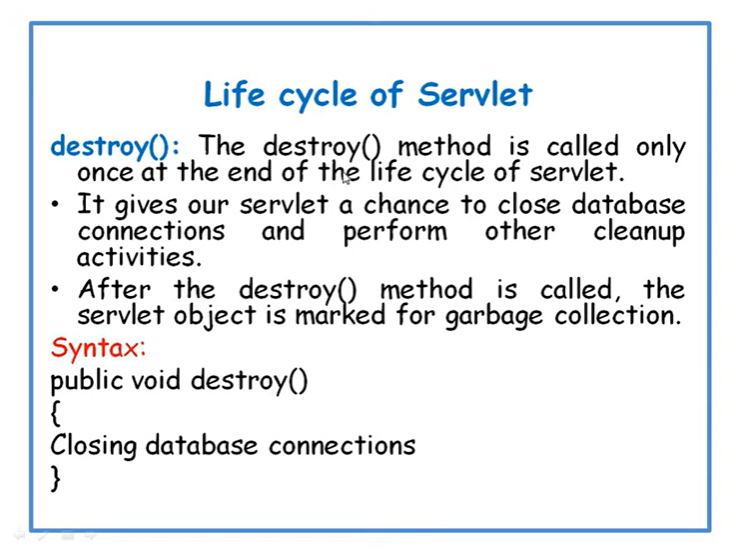 Life cycle of Servlet
destroy(): The destroy() method is called only
once at the end of the life cycle of servlet.
• It gives our servlet a chance to close database
connections and perform other cleanup
activities.
• After the destroy() method is called, the
servlet object is marked for garbage collection.
Syntax:
public void destroy()
{
Closing database connections
}